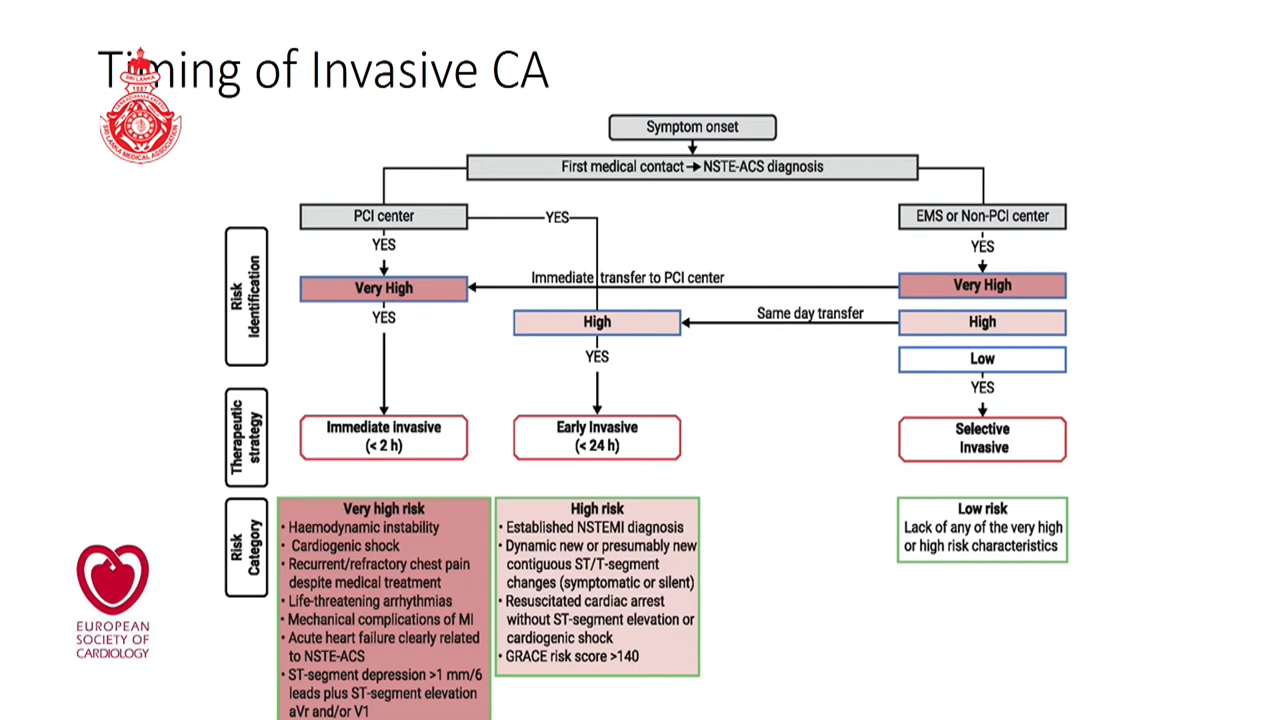 Timing of Invasive CA
SRI LANKA
1887
SRI LANKA MEDICAL ASSOCIATION
Symptom onset
First medical contact → NSTE-ACS diagnosis
PCI center
YES
EMS or Non-PCI center
YES
YES
Risk
Identification
Very High
Immediate transfer to PCI center
Very High
YES
High
Same day transfer
High
YES
Low
YES
Therapeutic
strategy
Immediate invasive
(< 2 h)
Early Invasive
(< 24 h)
Selective
Invasive
Risk
Category
Very high risk
• Haemodynamic instability
• Cardiogenic shock
• Recurrent/refractory chest pain
despite medical treatment
• Life-threatening arrhythmias
• Mechanical complications of MI
• Acute heart failure clearly related
to NSTE-ACS
• ST-segment depression >1 mm/6
leads plus ST-segment elevation
aVr and/or V1
High risk
• Established NSTEMI diagnosis
• Dynamic new or presumably new
contiguous ST/T-segment
changes (symptomatic or silent)
• Resuscitated cardiac arrest
without ST-segment elevation or
cardiogenic shock
• GRACE risk score >140
Low risk
Lack of any of the very high
or high risk characteristics
EUROPEAN
SOCIETY OF
CARDIOLOGY